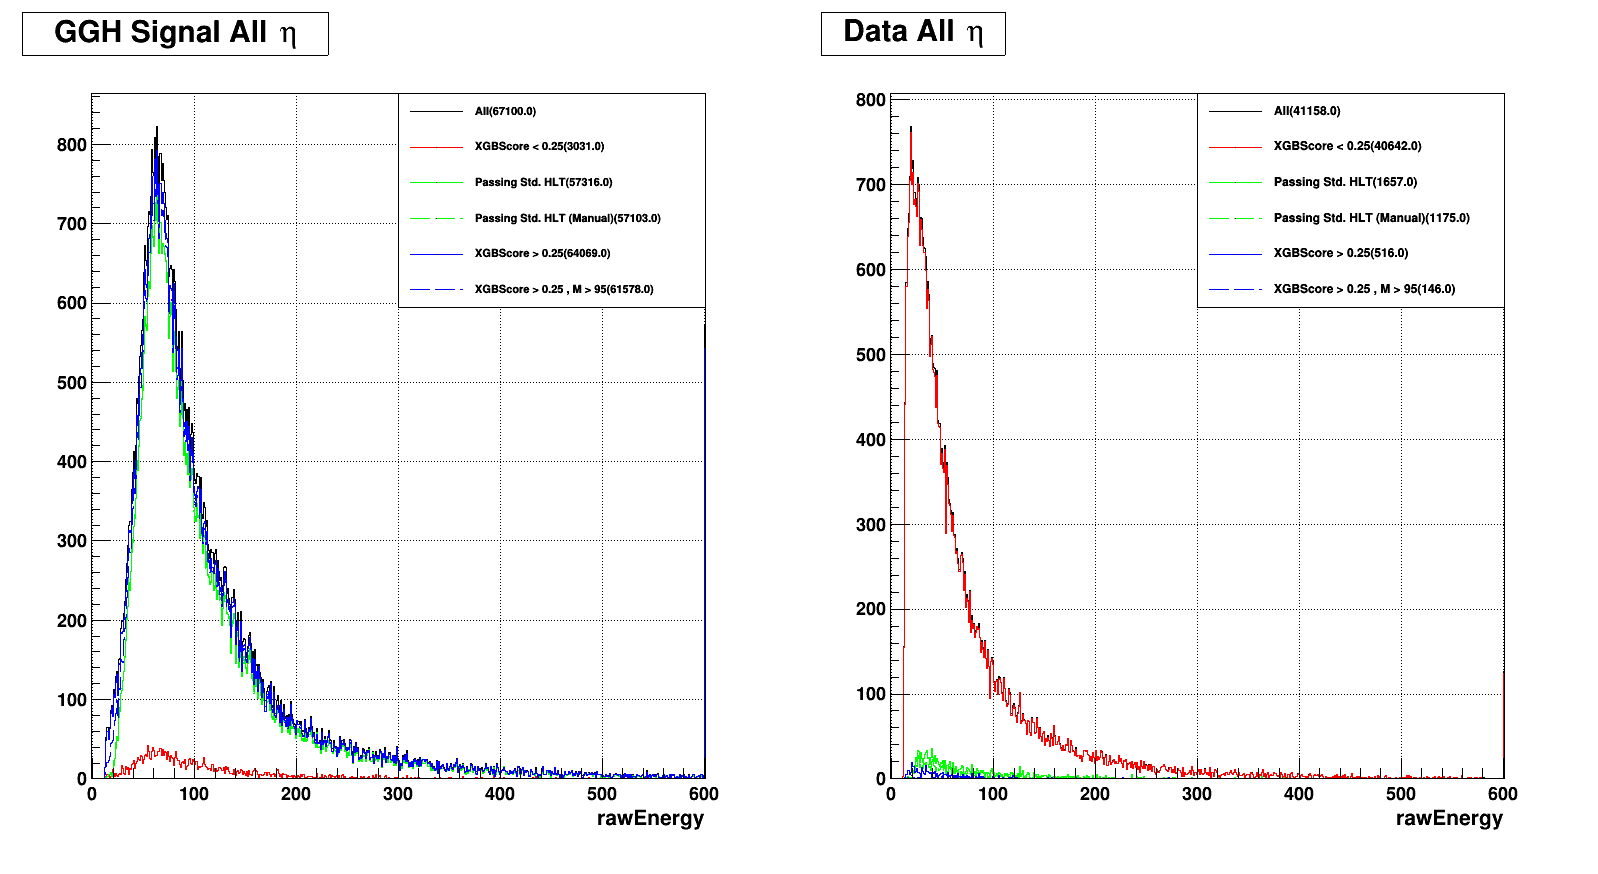 GGH Signal All η
All(67100.0)
XGBScore < 0.25(3031.0)
Passing Std. HLT(57316.0)
Passing Std. HLT (Manual)(57103.0)
XGBScore > 0.25(64069.0)
XGBScore > 0.25 , M > 95(61578.0)
800
700
600
500
400
300
200
100
0
0 100 200 300 400 500 600
rawEnergy
Data All η
All(41158.0)
XGBScore < 0.25(40642.0)
Passing Std. HLT(1657.0)
Passing Std. HLT (Manual)(1175.0)
XGBScore > 0.25(516.0)
XGBScore > 0.25 , M > 95(146.0)
800
700
600
500
400
300
200
100
0
0 100 200 300 400 500 600
rawEnergy